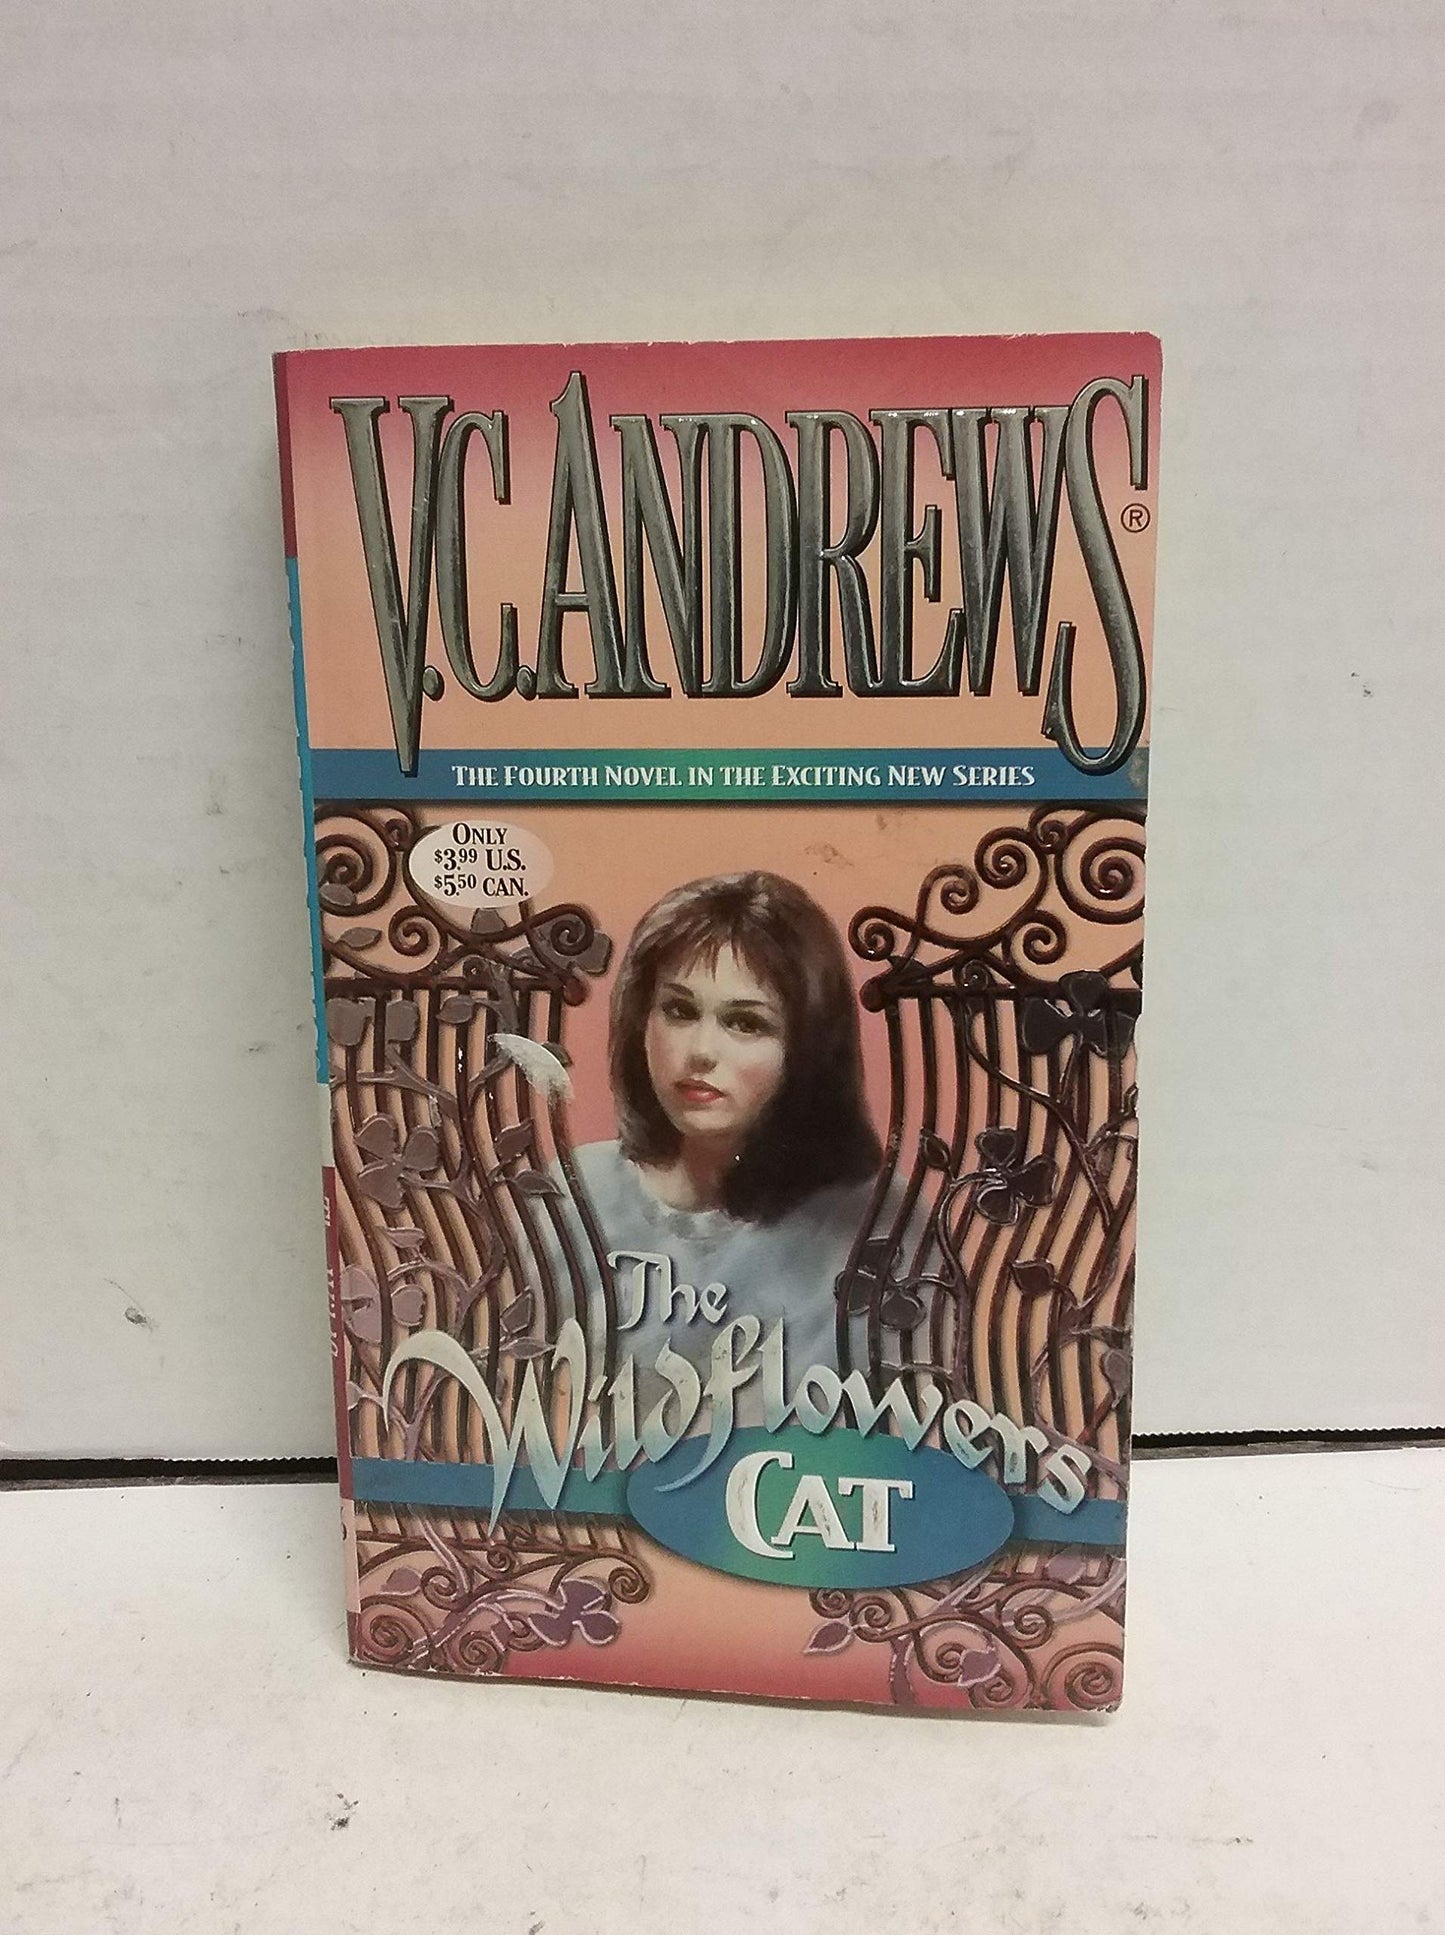 V.C. ANDREWS®
THE FOURTH NOVEL IN THE EXCITING NEW SERIES
ONLY
$3.99 U.S.
$5.50 CAN.
The
Wildflowers
CAT